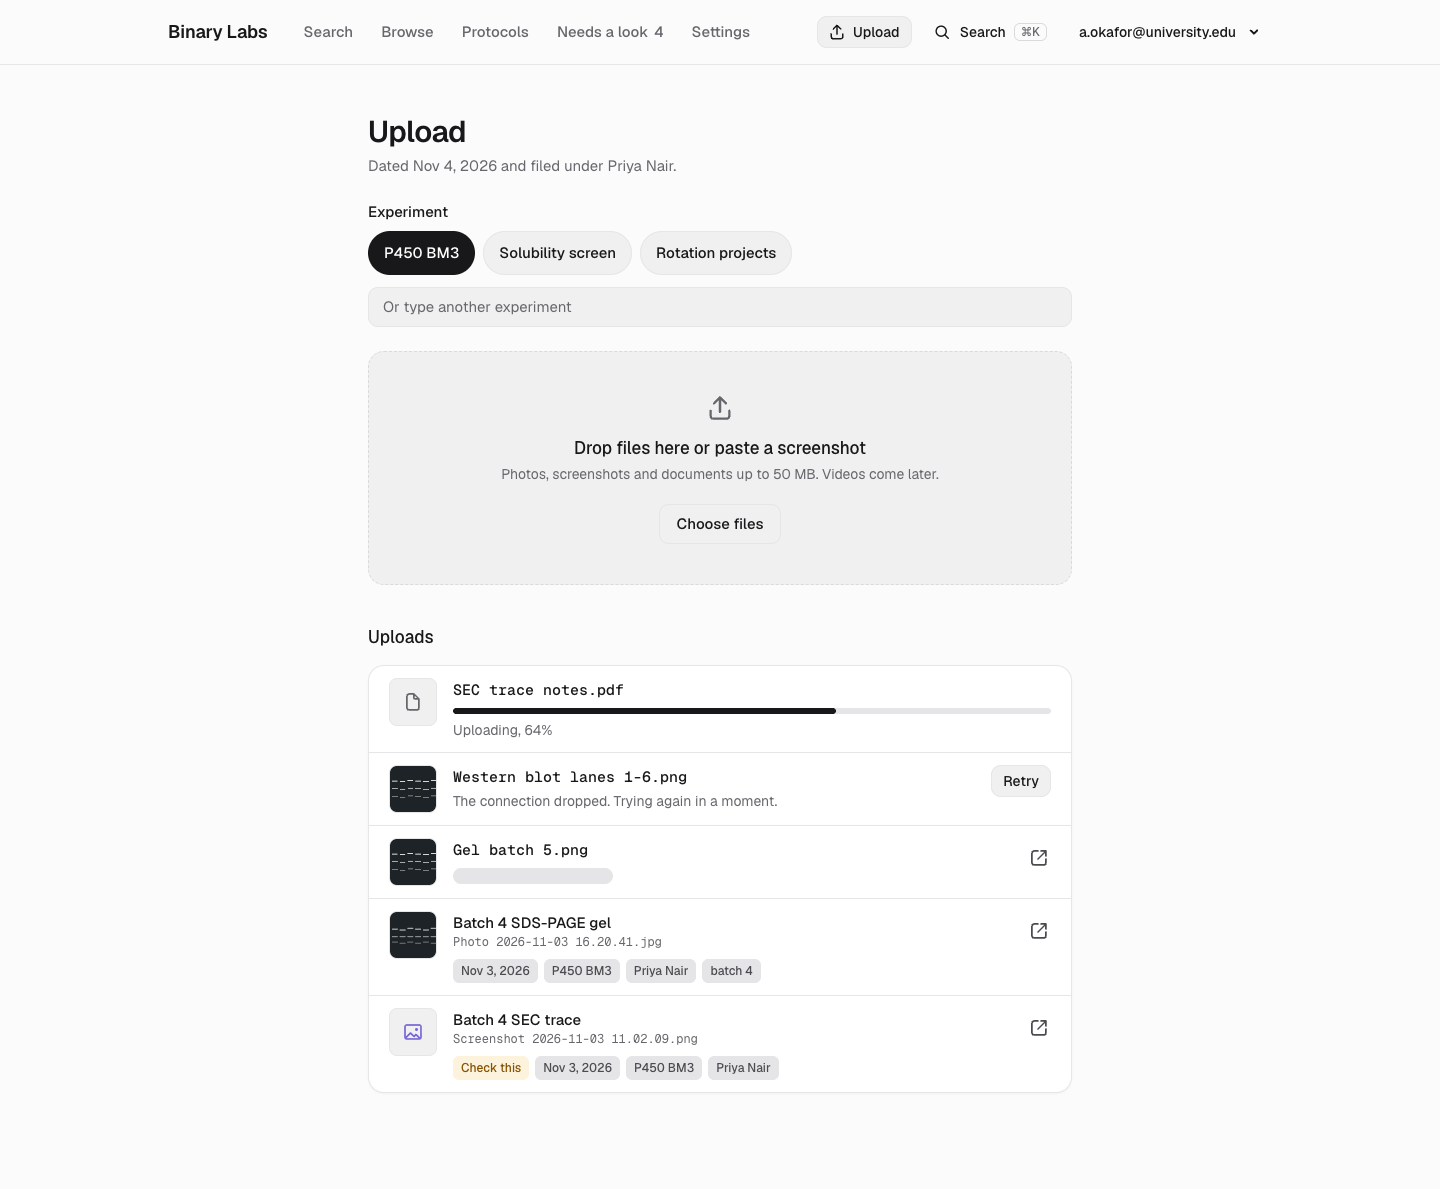 Binary Labs Search Browse Protocols Needs a look 4 Settings Upload Search ⌘K a.okafor@university.edu
Upload
Dated Nov 4, 2026 and filed under Priya Nair.
Experiment
P450 BM3 Solubility screen Rotation projects
Or type another experiment
Drop files here or paste a screenshot
Photos, screenshots and documents up to 50 MB. Videos come later.
Choose files
Uploads
SEC trace notes.pdf
Uploading, 64%
Western blot lanes 1-6.png
Retry
The connection dropped. Trying again in a moment.
Gel batch 5.png
Batch 4 SDS-PAGE gel
Photo 2026-11-03 16.20.41.jpg
Nov 3, 2026 P450 BM3 Priya Nair batch 4
Batch 4 SEC trace
Screenshot 2026-11-03 11.02.09.png
Check this Nov 3, 2026 P450 BM3 Priya Nair